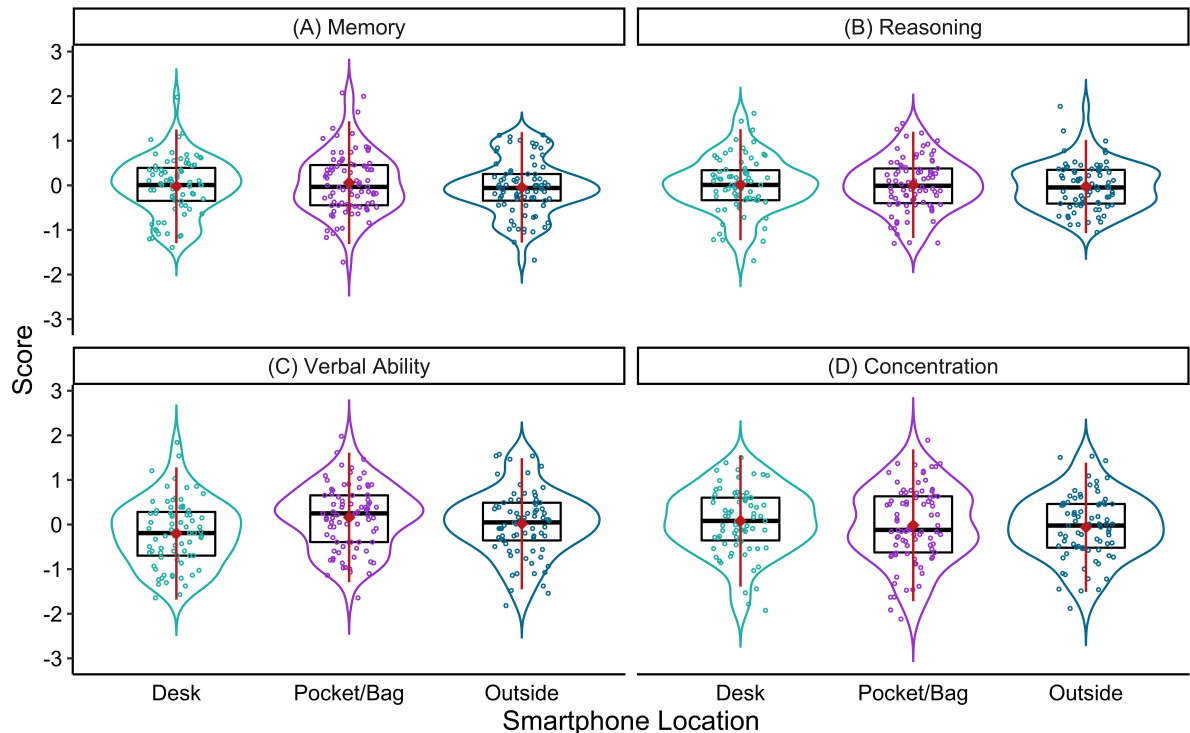 (A) Memory
(B) Reasoning
3
2
1
0
-1
-2
-3
Score
(C) Verbal Ability
(D) Concentration
3
2
1
0
-1
-2
-3
Desk Pocket/Bag Outside
Desk Pocket/Bag Outside
Smartphone Location